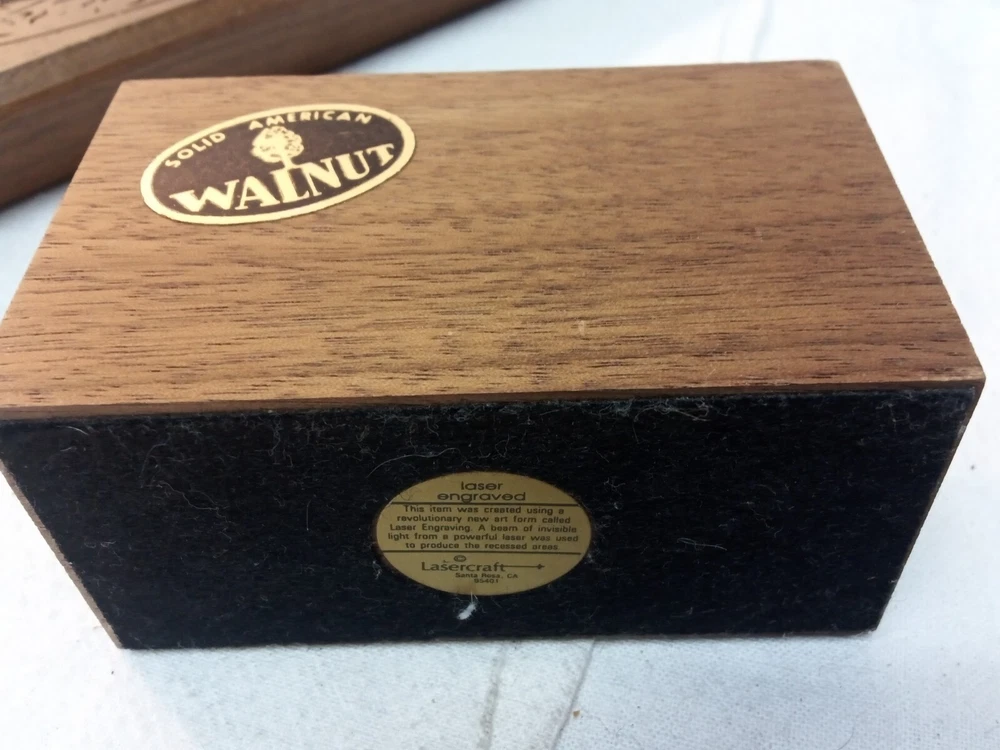 SOLID AMERICAN
WALNUT
laser
engraved
This item was created using a
revolutionary new art form called
Laser Engraving. A beam of invisible
light from a powerful laser was used
to produce the recessed areas
©
Lasercraft
Santa Rosa, CA
95401